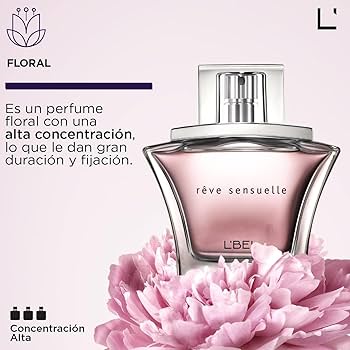 L'
FLORAL
Es un perfume
floral con una
alta concentración,
lo que le dan gran
duración y fijación.
rêve sensuelle
L'BE
Concentración
Alta